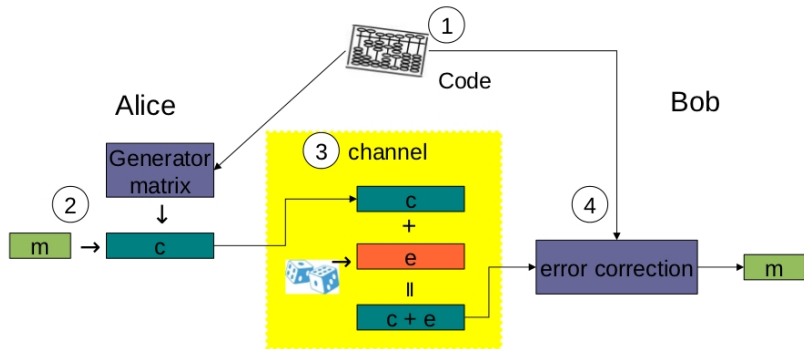 1
Code
Alice
Bob
Generator
matrix
3
channel
2
4
c
m
c
+
e
error correction
m
=
c + e